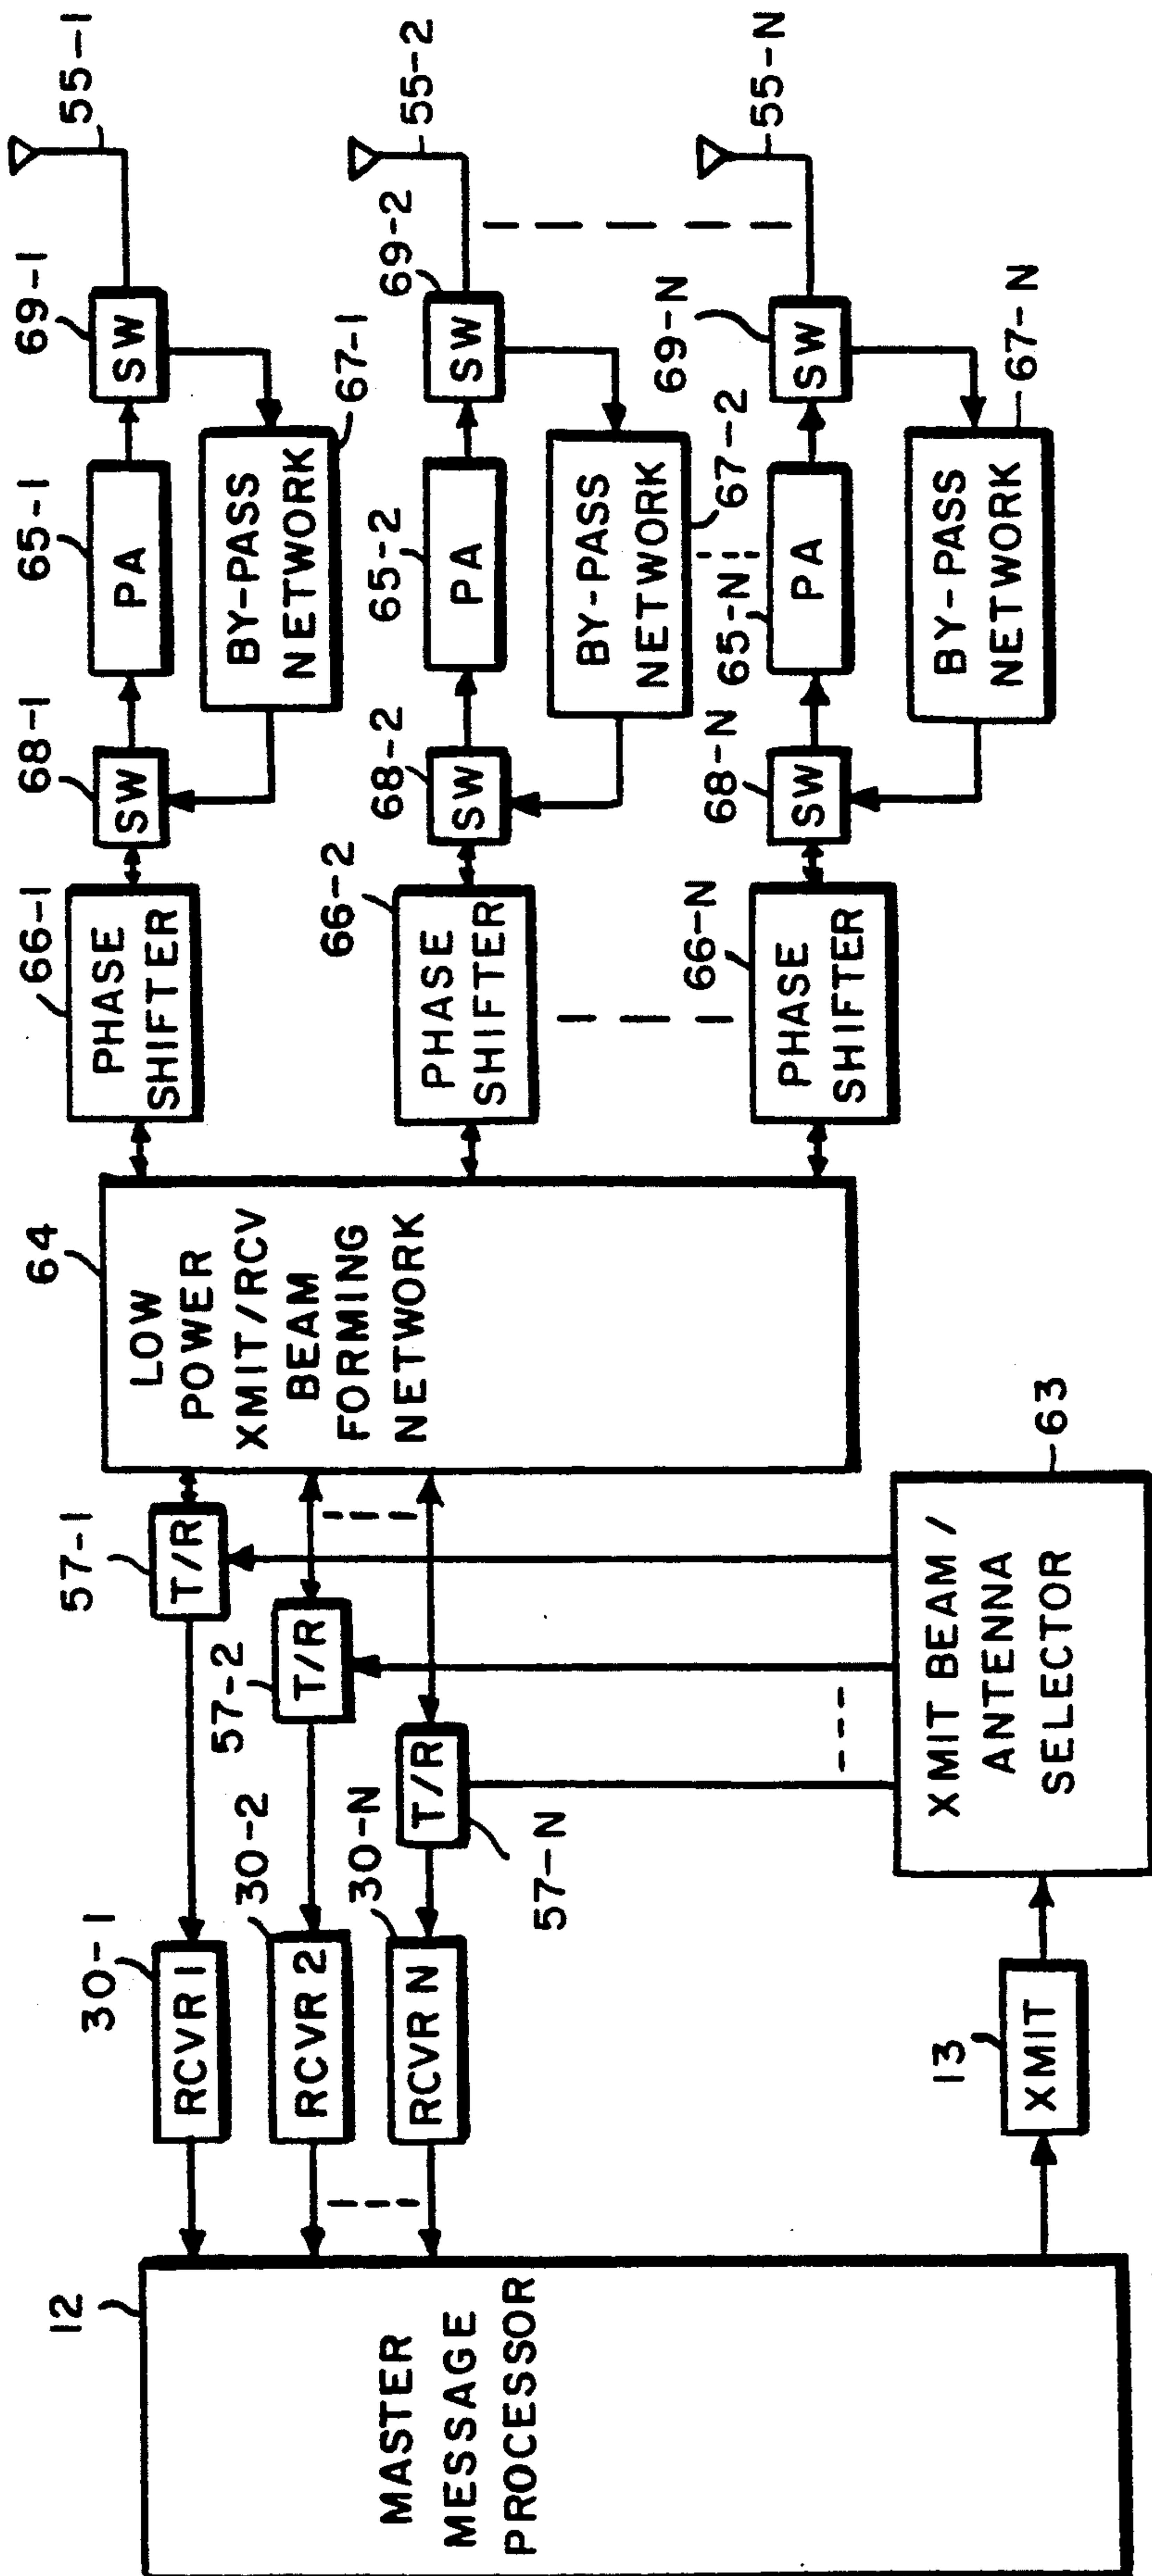 12
MASTER
MESSAGE
PROCESSOR
30-1
RCVR 1
30-2
RCVR 2
30-N
RCVR N
13
XMIT
57-1
T/R
57-2
T/R
57-N
T/R
XMIT BEAM/
ANTENNA
SELECTOR
63
64
LOW
POWER
XMIT/RCV
BEAM
FORMING
NETWORK
66-1
PHASE
SHIFTER
68-1
SW
65-1
PA
69-1
SW
55-1
BY-PASS
NETWORK
67-1
66-2
PHASE
SHIFTER
68-2
SW
65-2
PA
69-2
SW
55-2
BY-PASS
NETWORK
67-2
66-N
PHASE
SHIFTER
68-N
SW
65-N
PA
69-N
SW
55-N
BY-PASS
NETWORK
67-N